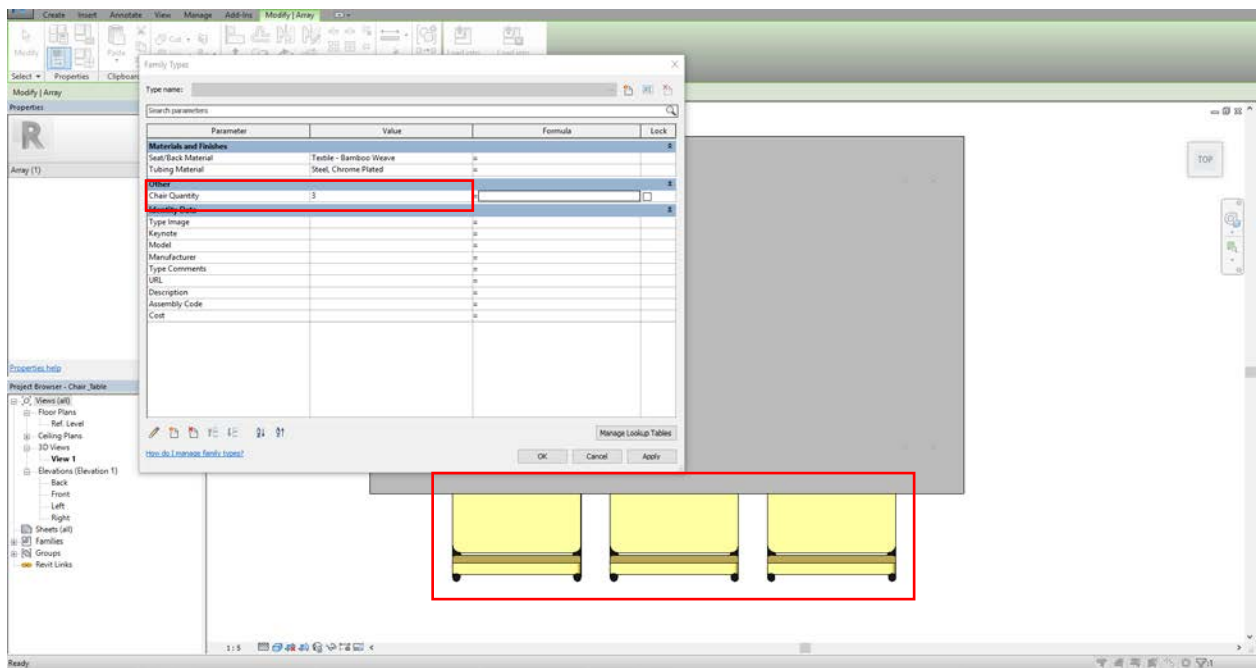 Create Insert Annotate View Manage Add-Ins Modify | Array
Modify Paste Cut
Select Properties Clipboard
Modify | Array
Properties
R
Array (1)
Properties help
Project Browser - Chair_Table
Views (all)
Floor Plans
Ref. Level
Ceiling Plans
3D Views
View 1
Elevations (Elevation 1)
Back
Front
Left
Right
Sheets (all)
Families
Groups
Revit Links
Family Types
Type name:
Search parameters
Parameter Value Formula Lock
Materials and Finishes
Seat/Back Material Textile - Bamboo Weave =
Tubing Material Steel, Chrome Plated =
Other
Chair Quantity 3 =
Identity Data
Type Image =
Keynote =
Model =
Manufacturer =
Type Comments =
URL =
Description =
Assembly Code =
Cost =
Manage Lookup Tables
How do I manage family types?
OK Cancel Apply
TOP
1 : 5
Ready